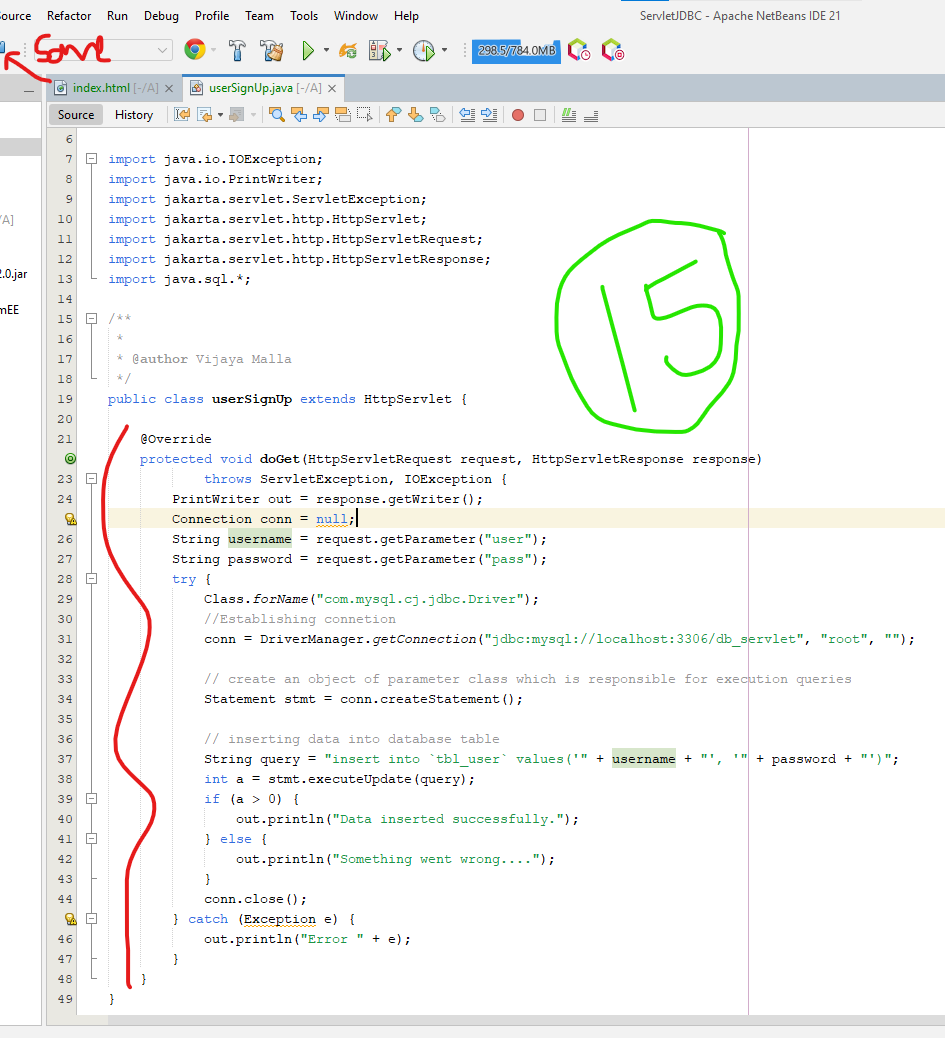 ource Refactor Run Debug Profile Team Tools Window Help ServletJDBC - Apache NetBeans IDE 21
Save 298.5/784.0MB
index.html [-/A] userSignUp.java [-/A]
Source History
6
7 import java.io.IOException;
8 import java.io.PrintWriter;
9 import jakarta.servlet.ServletException;
/A] 10 import jakarta.servlet.http.HttpServlet;
11 import jakarta.servlet.http.HttpServletRequest;
12 import jakarta.servlet.http.HttpServletResponse;
2.0.jar 13 import java.sql.*;
14
mEE
15 /**
16 *
17 * @author Vijaya Malla
18 */
15
19 public class userSignUp extends HttpServlet {
20
21 @Override
protected void doGet(HttpServletRequest request, HttpServletResponse response)
23 throws ServletException, IOException {
24 PrintWriter out = response.getWriter();
Connection conn = null;
26 String username = request.getParameter("user");
27 String password = request.getParameter("pass");
28 try {
29 Class.forName("com.mysql.cj.jdbc.Driver");
30 //Establishing connetion
31 conn = DriverManager.getConnection("jdbc:mysql://localhost:3306/db_servlet", "root", "");
32
33 // create an object of parameter class which is responsible for execution queries
34 Statement stmt = conn.createStatement();
35
36 // inserting data into database table
37 String query = "insert into `tbl_user` values('" + username + "', '" + password + "')";
38 int a = stmt.executeUpdate(query);
39 if (a > 0) {
40 out.println("Data inserted successfully.");
41 } else {
42 out.println("Something went wrong....");
43 }
44 conn.close();
} catch (Exception e) {
46 out.println("Error " + e);
47 }
48 }
49 }